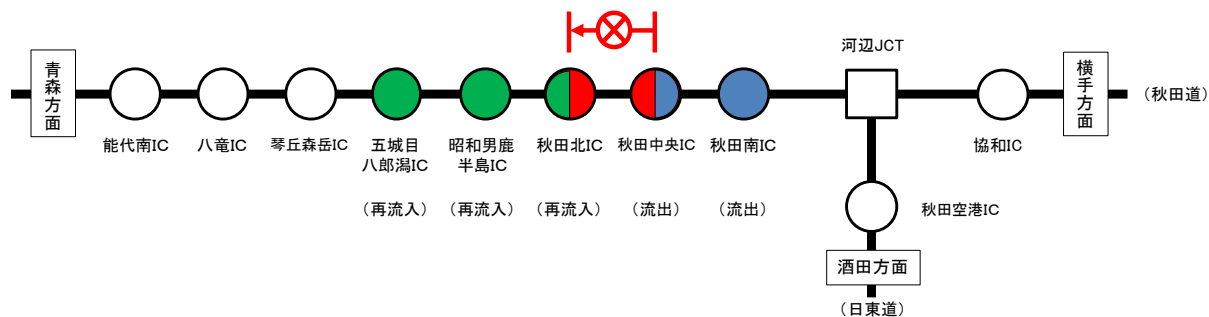 河辺JCT
青森方面
横手方面
(秋田道)
能代南IC
八竜IC
琴丘森岳IC
五城目
八郎潟IC
昭和男鹿
半島IC
秋田北IC
秋田中央IC
秋田南IC
協和IC
(再流入)
(再流入)
(再流入)
(流出)
(流出)
秋田空港IC
酒田方面
(日東道)